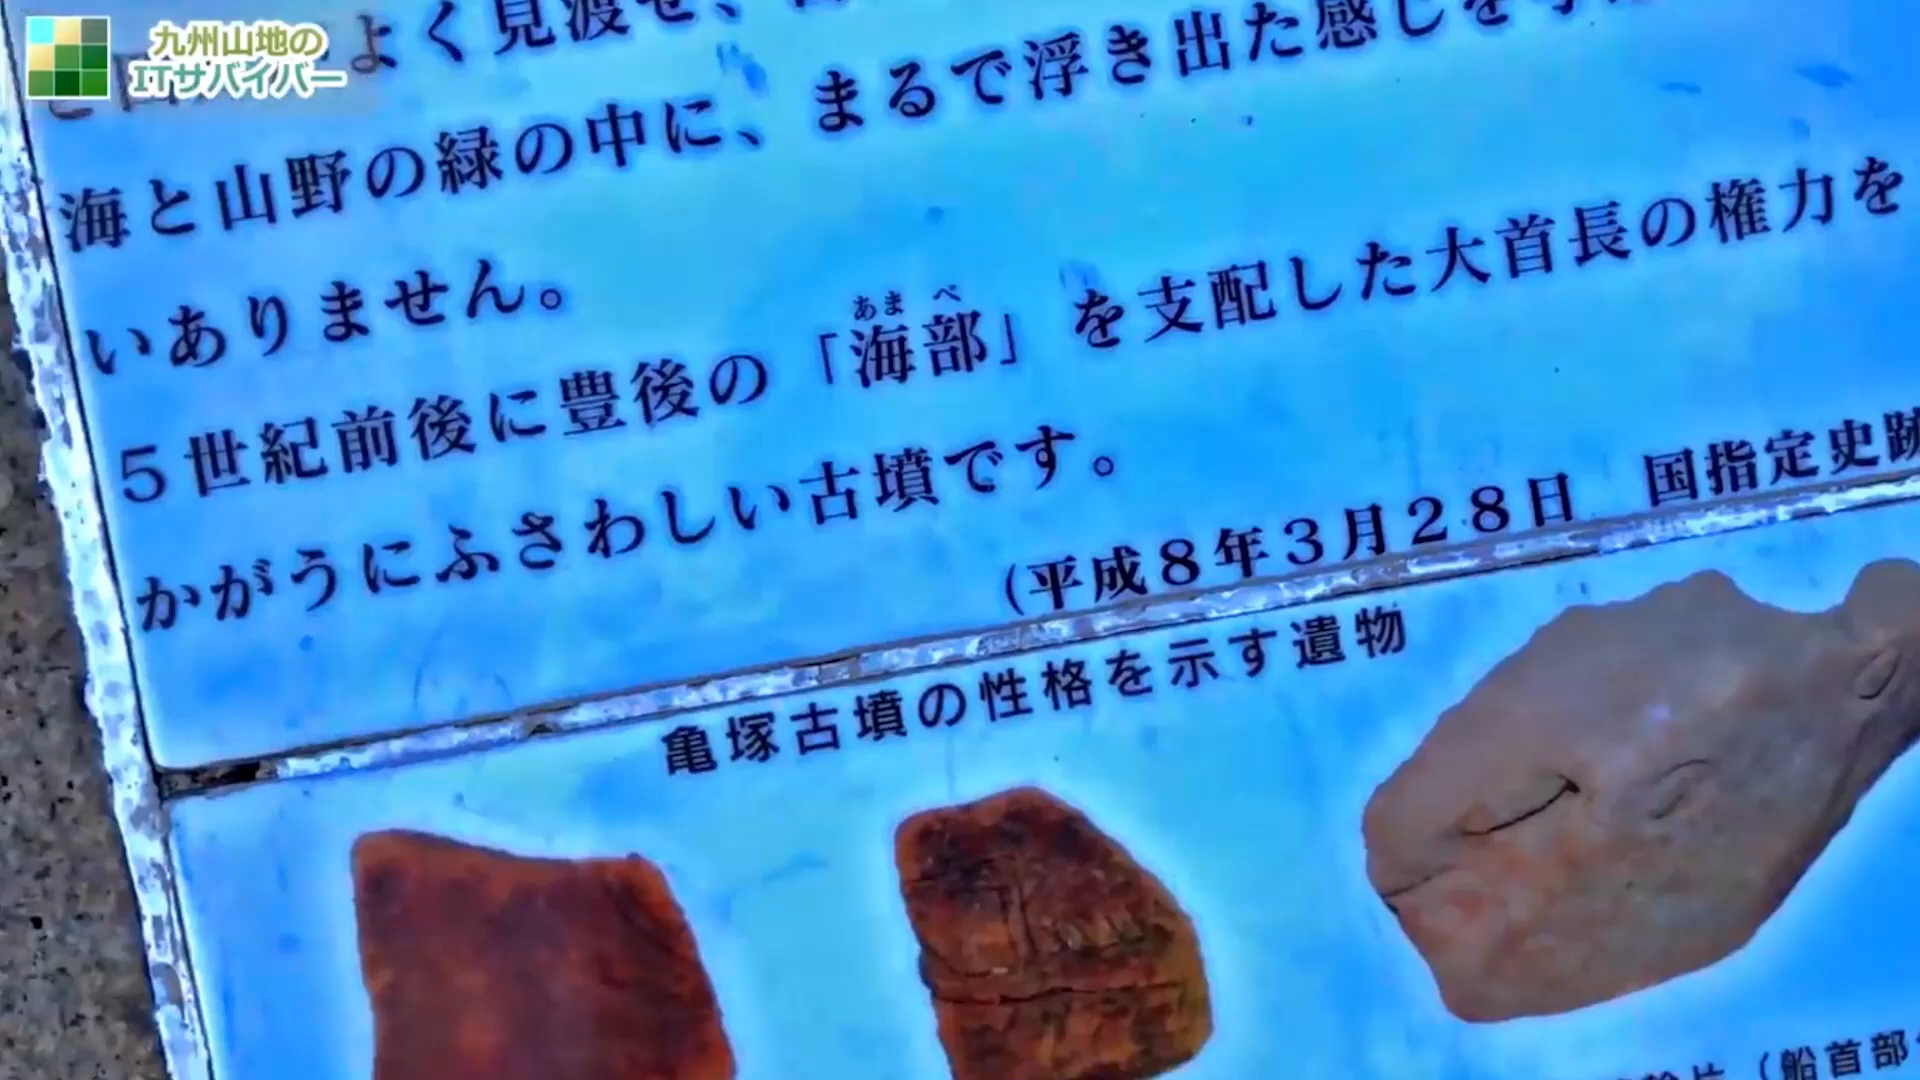 九州山地の
ITサバイバー
よく見渡せ、
海と山野の緑の中に、まるで浮き出た感じを
いありません。
あま べ
5世紀前後に豊後の「海部」を支配した大首長の権力を
かがうにふさわしい古墳です。
(平成8年3月28日 国指定史跡
亀塚古墳の性格を示す遺物
片(船首部